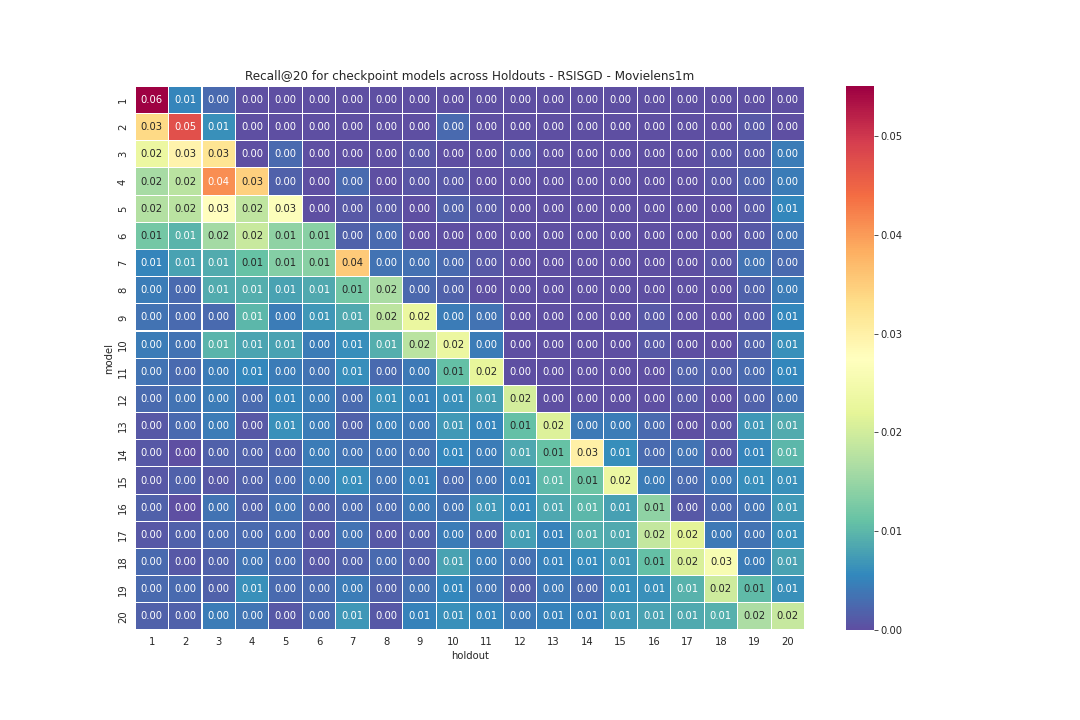 Recall@20 for checkpoint models across Holdouts - RSISGD - Movielens1m
model
1 0.06 0.01 0.00 0.00 0.00 0.00 0.00 0.00 0.00 0.00 0.00 0.00 0.00 0.00 0.00 0.00 0.00 0.00 0.00 0.00
2 0.03 0.05 0.01 0.00 0.00 0.00 0.00 0.00 0.00 0.00 0.00 0.00 0.00 0.00 0.00 0.00 0.00 0.00 0.00 0.00
3 0.02 0.03 0.03 0.00 0.00 0.00 0.00 0.00 0.00 0.00 0.00 0.00 0.00 0.00 0.00 0.00 0.00 0.00 0.00 0.00
4 0.02 0.02 0.04 0.03 0.00 0.00 0.00 0.00 0.00 0.00 0.00 0.00 0.00 0.00 0.00 0.00 0.00 0.00 0.00 0.00
5 0.02 0.02 0.03 0.02 0.03 0.00 0.00 0.00 0.00 0.00 0.00 0.00 0.00 0.00 0.00 0.00 0.00 0.00 0.00 0.01
6 0.01 0.01 0.02 0.02 0.01 0.01 0.00 0.00 0.00 0.00 0.00 0.00 0.00 0.00 0.00 0.00 0.00 0.00 0.00 0.00
7 0.01 0.01 0.01 0.01 0.01 0.01 0.04 0.00 0.00 0.00 0.00 0.00 0.00 0.00 0.00 0.00 0.00 0.00 0.00 0.00
8 0.00 0.00 0.01 0.01 0.01 0.01 0.01 0.02 0.00 0.00 0.00 0.00 0.00 0.00 0.00 0.00 0.00 0.00 0.00 0.00
9 0.00 0.00 0.00 0.01 0.00 0.01 0.01 0.02 0.02 0.00 0.00 0.00 0.00 0.00 0.00 0.00 0.00 0.00 0.00 0.01
10 0.00 0.00 0.01 0.01 0.01 0.00 0.01 0.01 0.02 0.02 0.00 0.00 0.00 0.00 0.00 0.00 0.00 0.00 0.00 0.01
11 0.00 0.00 0.00 0.01 0.00 0.00 0.01 0.00 0.00 0.01 0.02 0.00 0.00 0.00 0.00 0.00 0.00 0.00 0.00 0.01
12 0.00 0.00 0.00 0.00 0.01 0.00 0.00 0.01 0.01 0.01 0.01 0.02 0.00 0.00 0.00 0.00 0.00 0.00 0.00 0.00
13 0.00 0.00 0.00 0.00 0.01 0.00 0.00 0.00 0.00 0.01 0.01 0.01 0.02 0.00 0.00 0.00 0.00 0.00 0.01 0.01
14 0.00 0.00 0.00 0.00 0.00 0.00 0.00 0.00 0.00 0.01 0.00 0.01 0.01 0.03 0.01 0.00 0.00 0.00 0.01 0.01
15 0.00 0.00 0.00 0.00 0.00 0.00 0.01 0.00 0.01 0.00 0.00 0.01 0.01 0.01 0.02 0.00 0.00 0.00 0.01 0.01
16 0.00 0.00 0.00 0.00 0.00 0.00 0.00 0.00 0.00 0.00 0.01 0.01 0.01 0.01 0.01 0.01 0.00 0.00 0.00 0.01
17 0.00 0.00 0.00 0.00 0.00 0.00 0.00 0.00 0.00 0.01 0.00 0.01 0.01 0.01 0.01 0.02 0.02 0.00 0.00 0.01
18 0.00 0.00 0.00 0.00 0.00 0.00 0.00 0.00 0.00 0.01 0.00 0.01 0.00 0.01 0.01 0.01 0.02 0.03 0.00 0.01
19 0.00 0.00 0.00 0.01 0.00 0.00 0.00 0.00 0.00 0.01 0.00 0.00 0.00 0.00 0.01 0.01 0.01 0.02 0.01 0.01
20 0.00 0.00 0.00 0.00 0.00 0.00 0.01 0.00 0.01 0.01 0.01 0.00 0.01 0.01 0.01 0.01 0.01 0.01 0.02 0.02
1 2 3 4 5 6 7 8 9 10 11 12 13 14 15 16 17 18 19 20
holdout
0.05
0.04
0.03
0.02
0.01
0.00